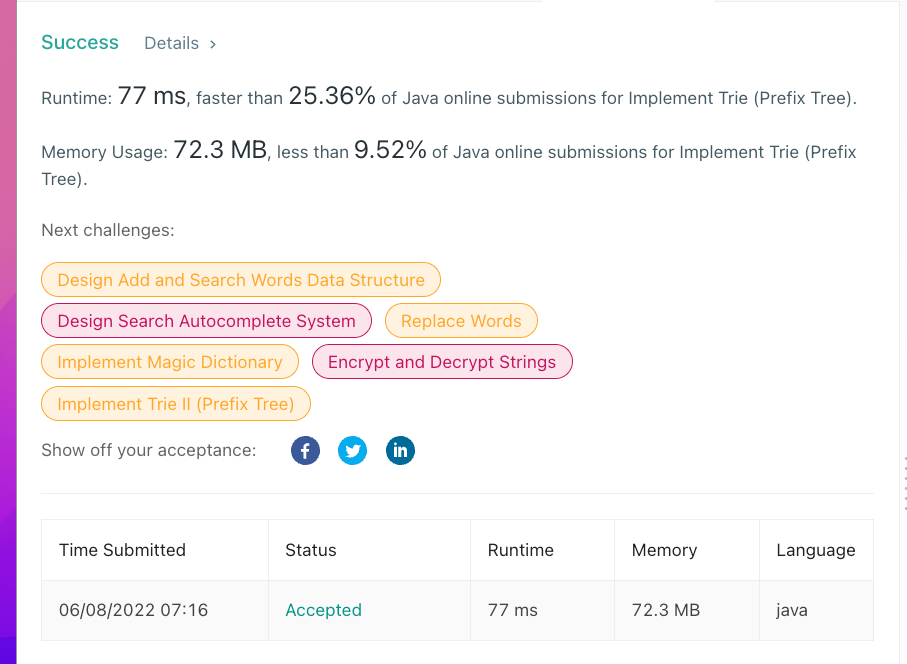 Success Details >
Runtime: 77 ms, faster than 25.36% of Java online submissions for Implement Trie (Prefix Tree).
Memory Usage: 72.3 MB, less than 9.52% of Java online submissions for Implement Trie (Prefix
Tree).
Next challenges:
Design Add and Search Words Data Structure
Design Search Autocomplete System Replace Words
Implement Magic Dictionary Encrypt and Decrypt Strings
Implement Trie II (Prefix Tree)
Show off your acceptance: f in
Time Submitted Status Runtime Memory Language
06/08/2022 07:16 Accepted 77 ms 72.3 MB java